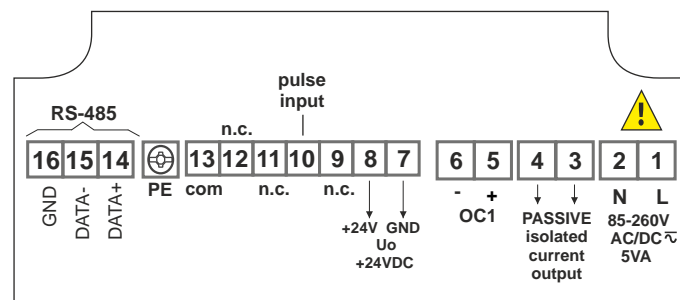 pulse
input
RS-485
n.c.
16 15 14 13 12 11 10 9 8 7 6 5 4 3 2 1
PE com n.c. n.c. - + N L
GND DATA- DATA+
OC1
+24V GND
Uo
+24VDC
PASSIVE
isolated
current
output
85-260V
AC/DC
5VA
!